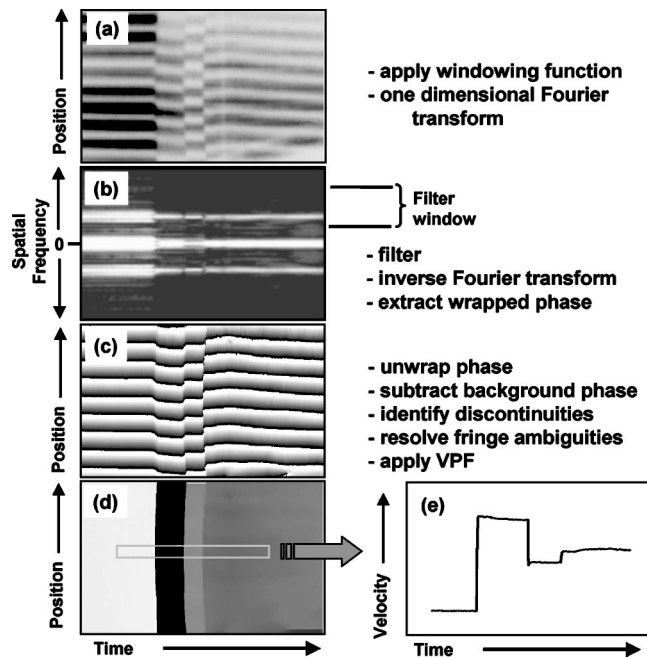 (a)
Position
- apply windowing function
- one dimensional Fourier
transform
(b)
Spatial
Frequency
0
Filter
window
- filter
- inverse Fourier transform
- extract wrapped phase
(c)
Position
- unwrap phase
- subtract background phase
- identify discontinuities
- resolve fringe ambiguities
- apply VPF
(d)
Position
Time
(e)
Velocity
Time